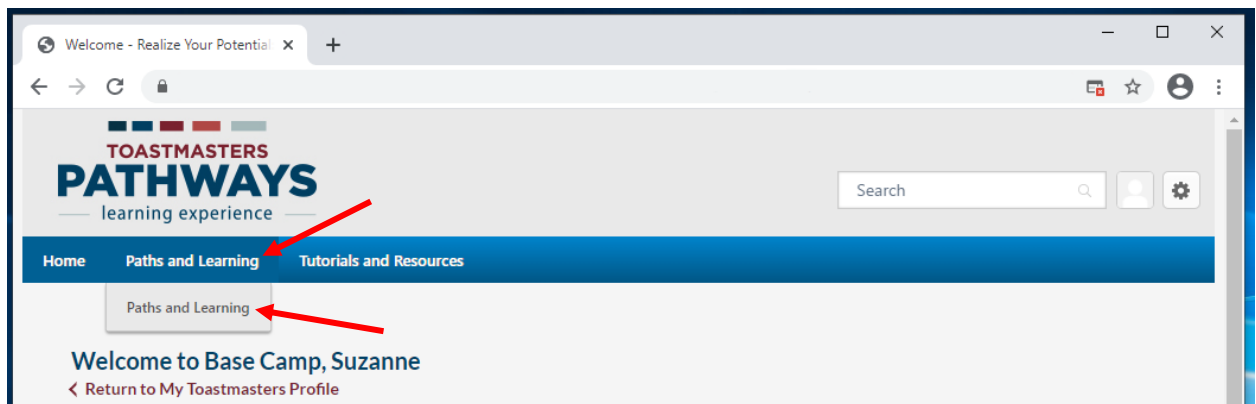 Welcome - Realize Your Potential
TOASTMASTERS
PATHWAYS
learning experience
Search
Home Paths and Learning Tutorials and Resources
Paths and Learning
Welcome to Base Camp, Suzanne
Return to My Toastmasters Profile